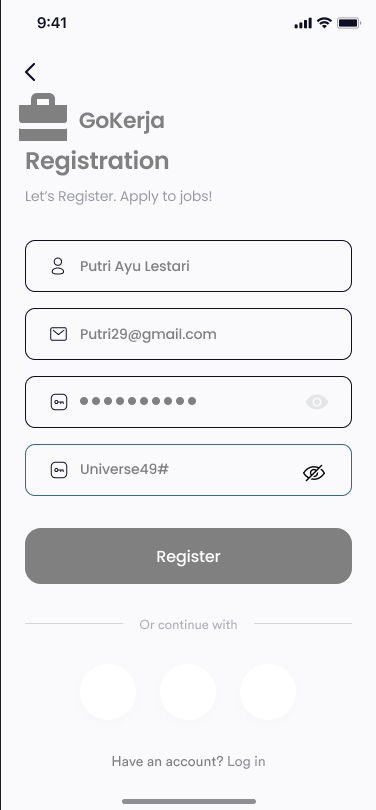 9:41
GoKerja
Registration
Let's Register. Apply to jobs!
Putri Ayu Lestari
Putri29@gmail.com
●●●●●●●●●●
Universe49#
Register
Or continue with
Have an account? Log in